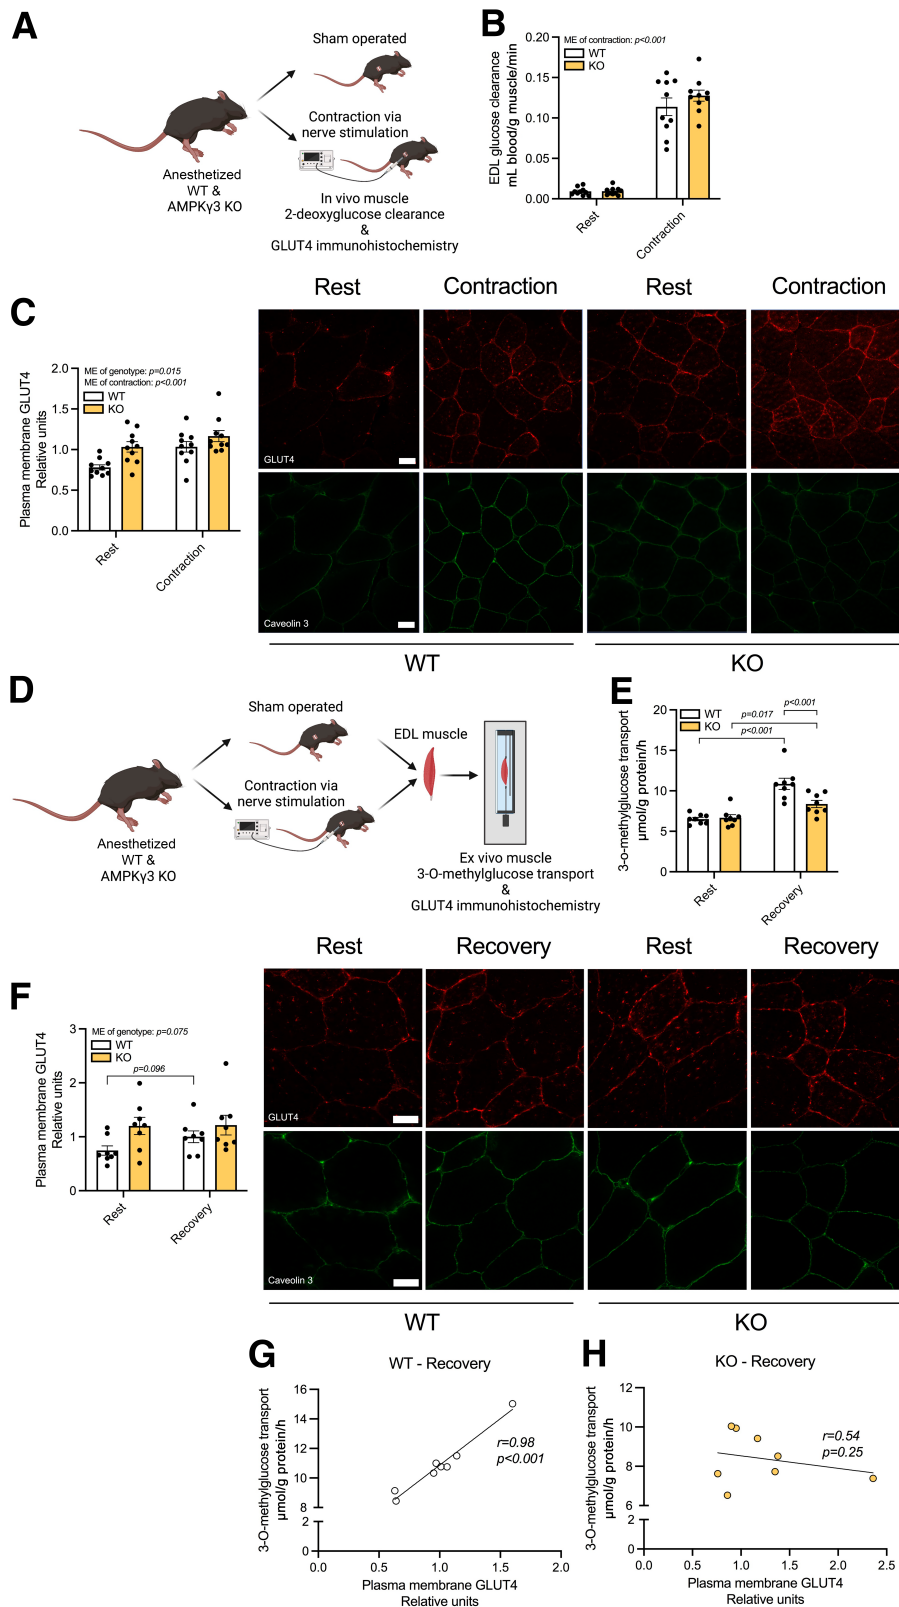 A
Sham operated
Contraction via
nerve stimulation
Anesthetized
WT &
AMPKγ3 KO
In vivo muscle
2-deoxyglucose clearance
&
GLUT4 immunohistochemistry
B
EDL glucose clearance
mL blood/g muscle/min
ME of contraction: p<0.001
WT
KO
0.20
0.15
0.10
0.05
0.00
Rest
Contraction
C
Rest
Contraction
Rest
Contraction
Plasma membrane GLUT4
Relative units
ME of genotype: p=0.015
ME of contraction: p<0.001
WT
KO
2.0
1.5
1.0
0.5
0.0
Rest
Contraction
GLUT4
Caveolin 3
WT
KO
D
Sham operated
Contraction via
nerve stimulation
Anesthetized
WT &
AMPKγ3 KO
EDL muscle
Ex vivo muscle
3-O-methylglucose transport
&
GLUT4 immunohistochemistry
E
3-o-methylglucose transport
μmol/g protein/h
WT
KO
p<0.001
p=0.017
p<0.001
20
15
10
5
0
Rest
Recovery
F
Rest
Recovery
Rest
Recovery
Plasma membrane GLUT4
Relative units
ME of genotype: p=0.075
WT
KO
p=0.096
3
2
1
0
Rest
Recovery
GLUT4
Caveolin 3
WT
KO
G
WT - Recovery
3-O-methylglucose transport
μmol/g protein/h
16
14
12
10
8
2
0
r=0.98
p<0.001
0.0 0.5 1.0 1.5 2.0
Plasma membrane GLUT4
Relative units
H
KO - Recovery
3-O-methylglucose transport
μmol/g protein/h
12
10
8
6
2
0
r=0.54
p=0.25
0.0 0.5 1.0 1.5 2.0 2.5
Plasma membrane GLUT4
Relative units